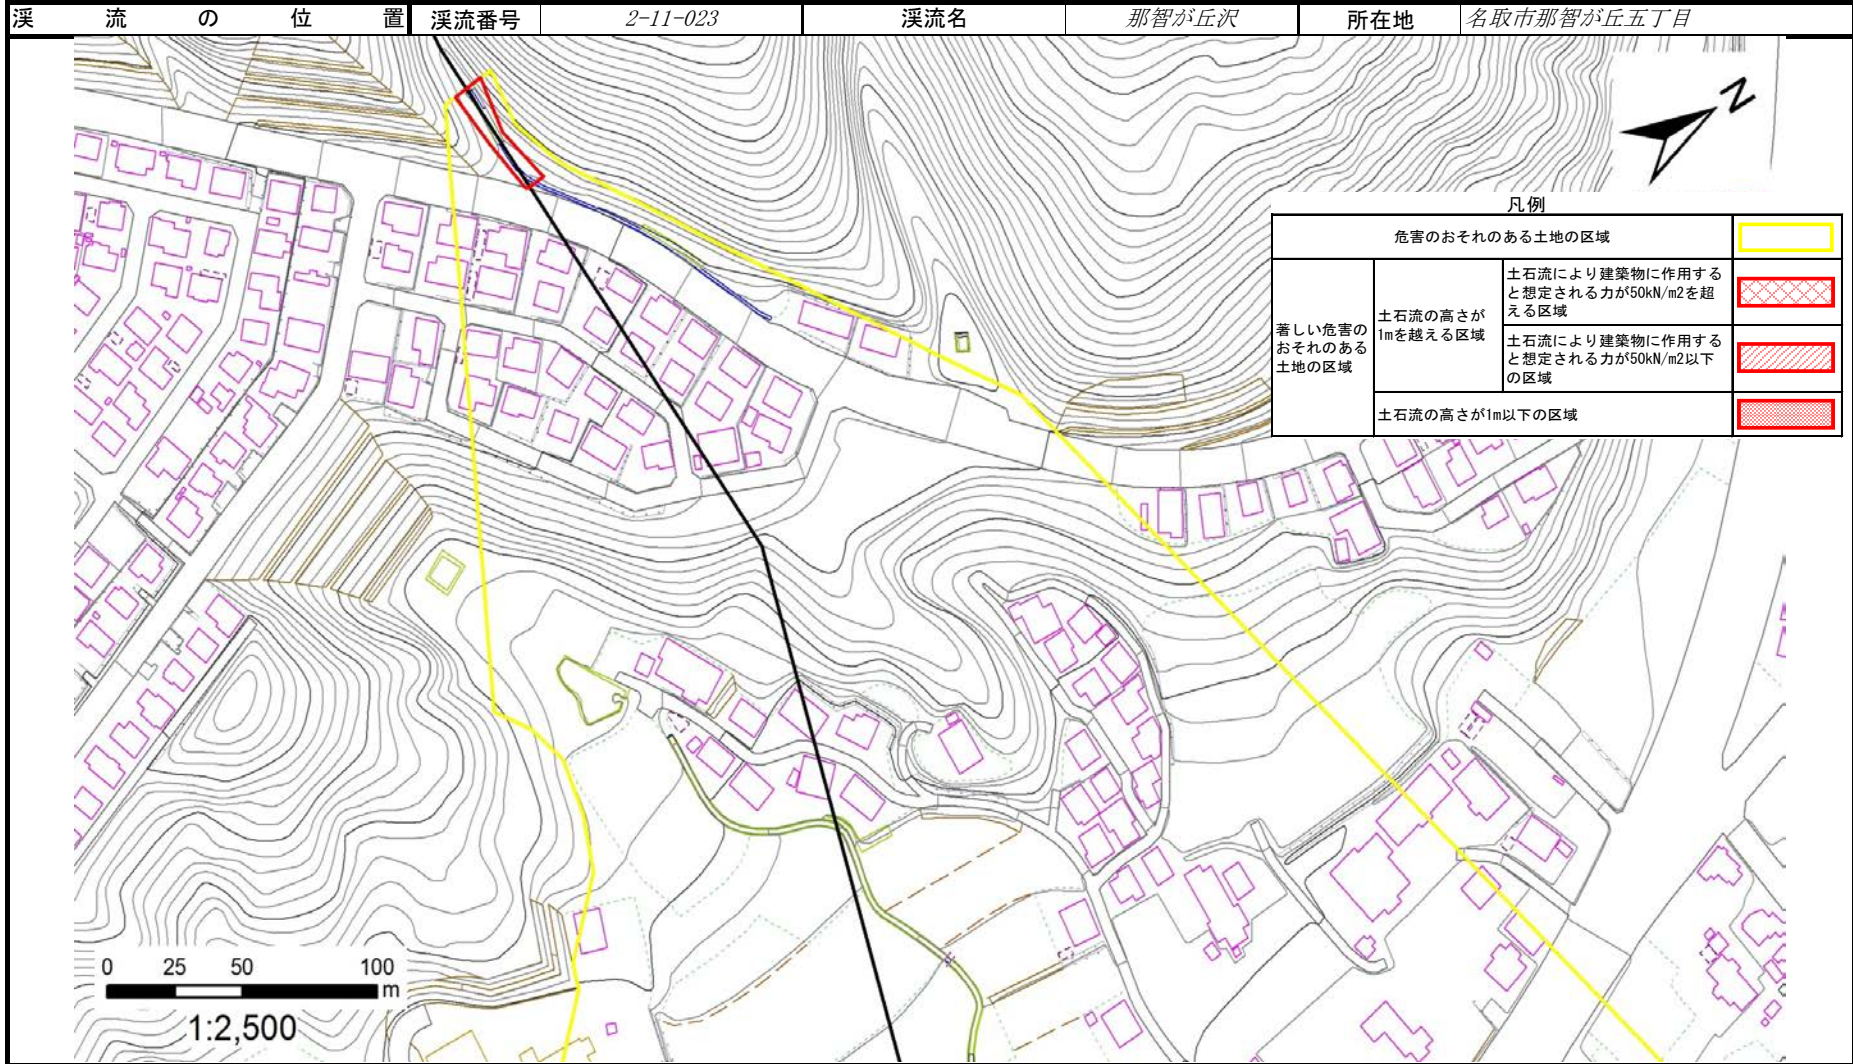 渓流の位置 渓流番号 2-11-023 渓流名 那智が丘沢 所在地 名取市那智が丘五丁目
N
凡例
危害のおそれのある土地の区域
著しい危害の
おそれのある
土地の区域
土石流の高さが
1mを越える区域
土石流により建築物に作用する
と想定される力が50kN/m2を超
える区域
土石流により建築物に作用する
と想定される力が50kN/m2以下
の区域
土石流の高さが1m以下の区域
0 25 50 100
m
1:2,500